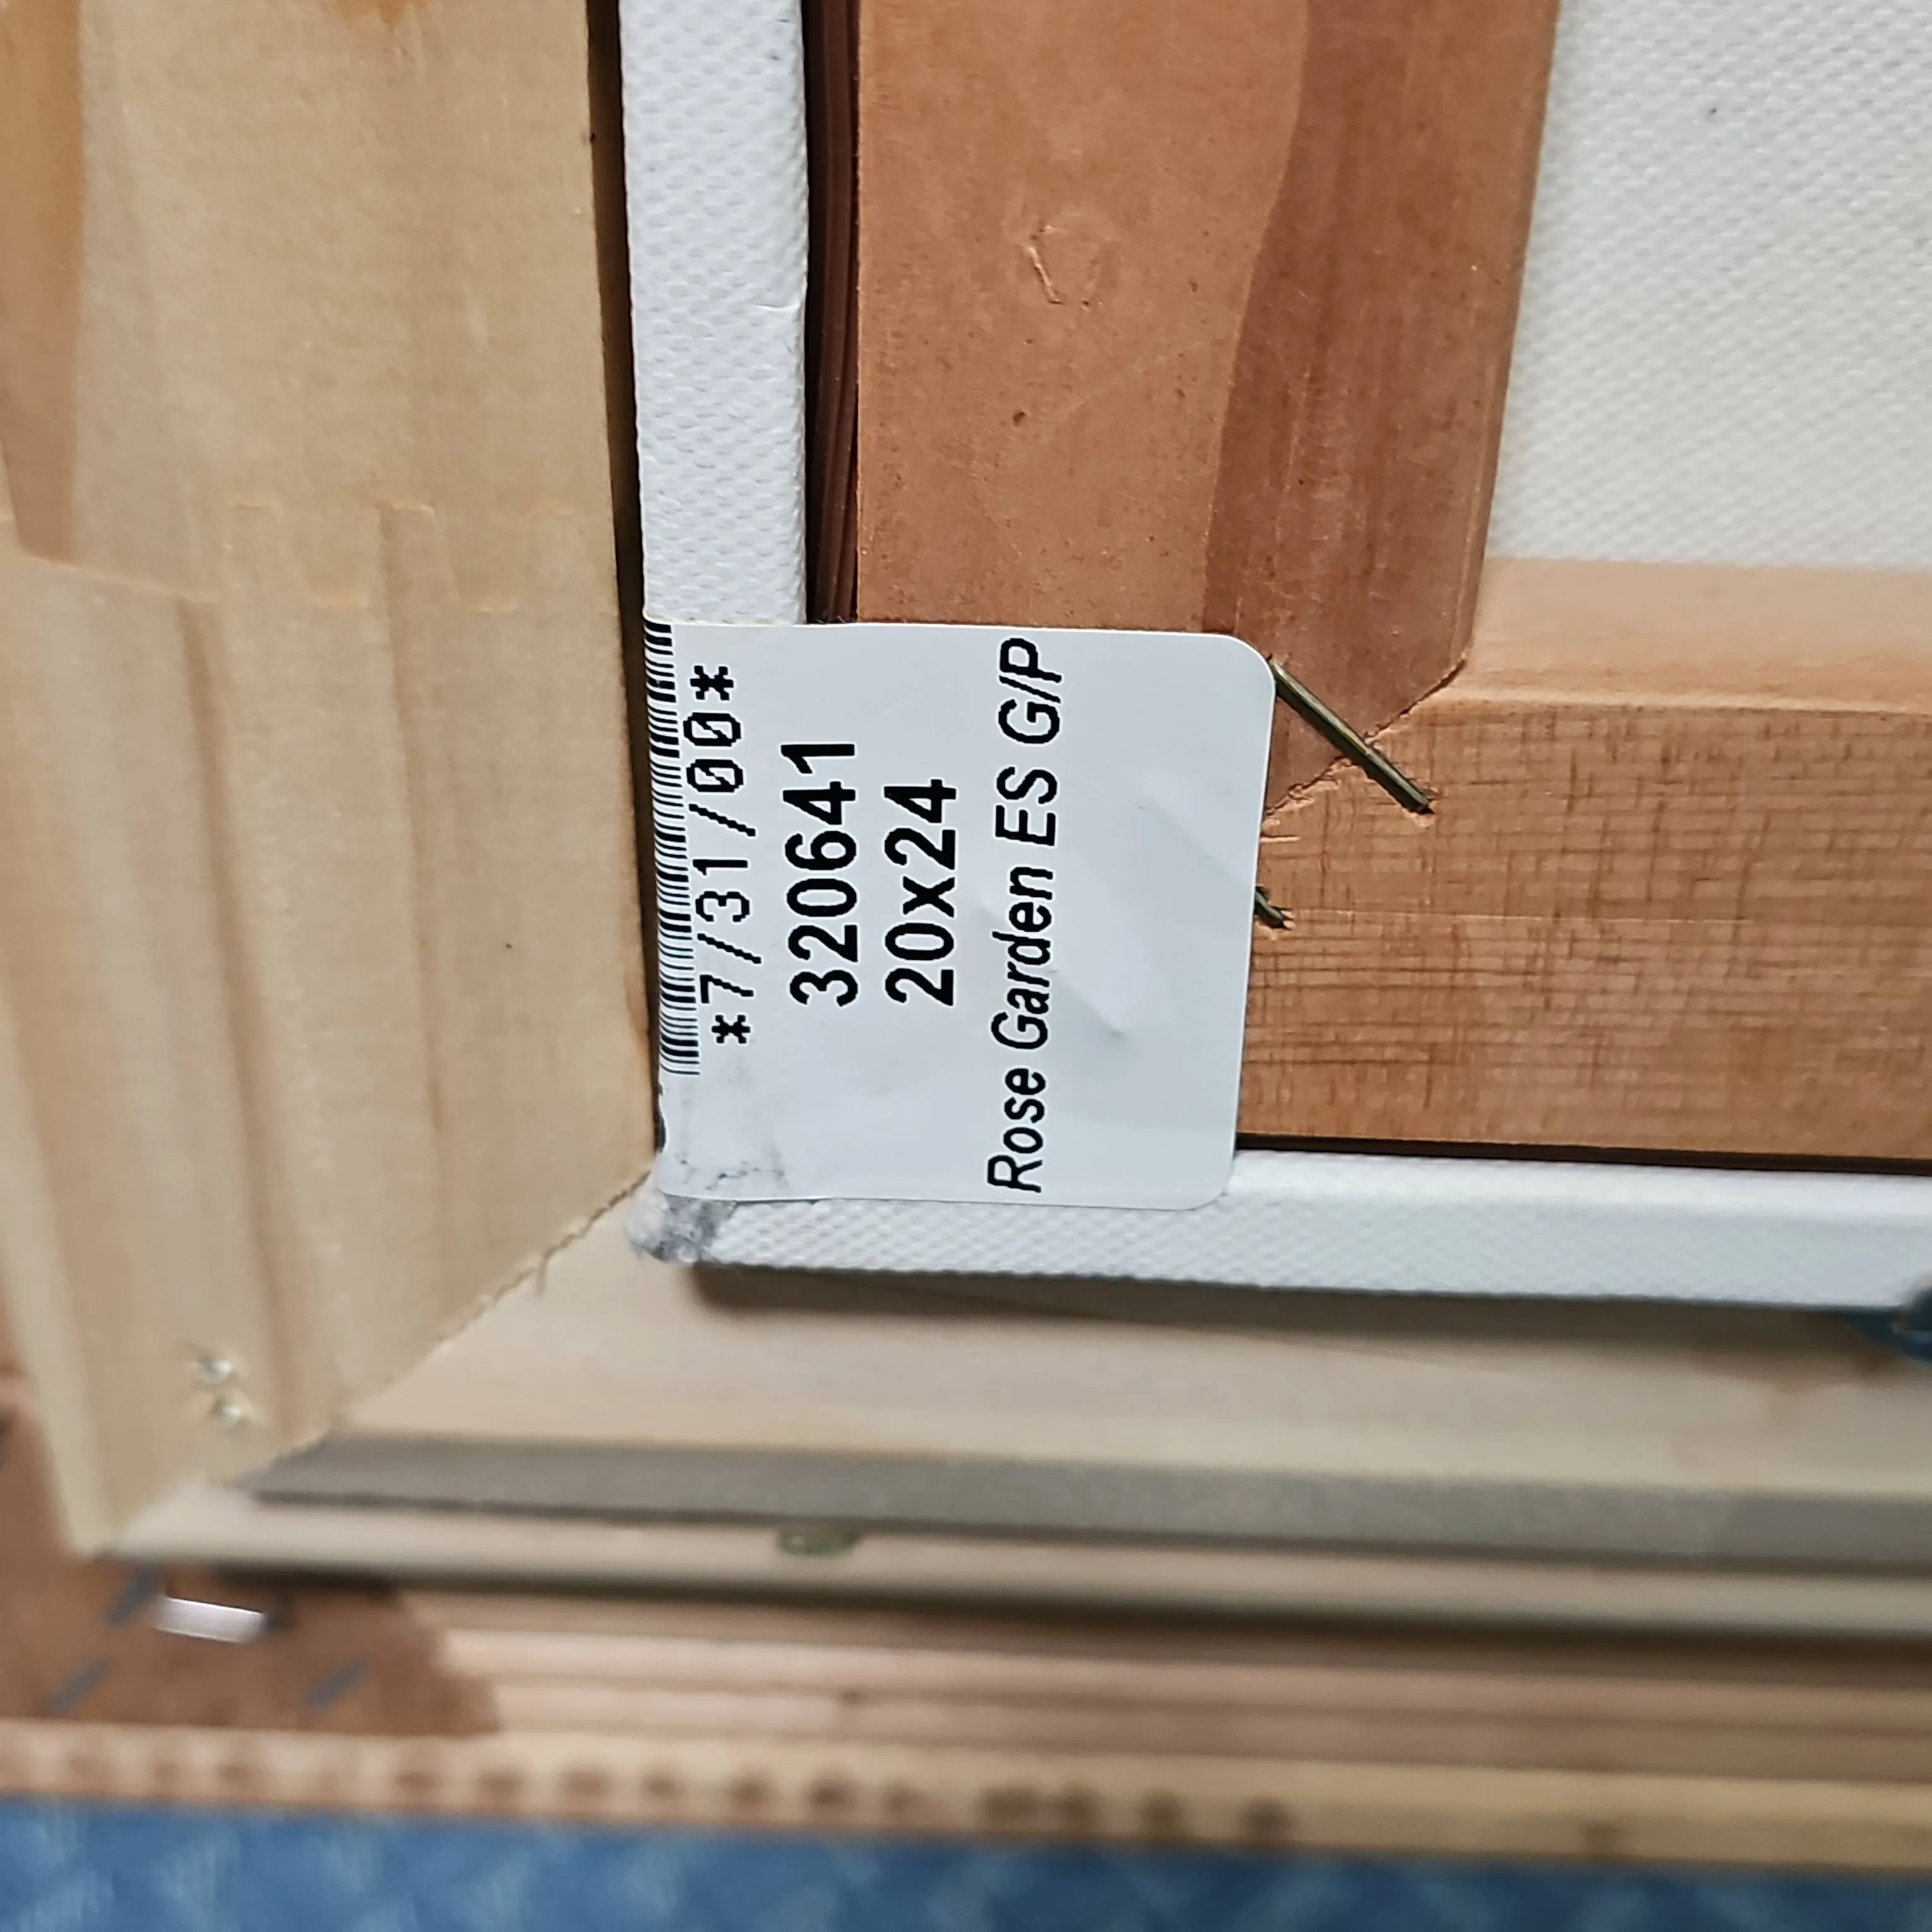 *7/31/00*
320641
20x24
Rose Garden ES G/P